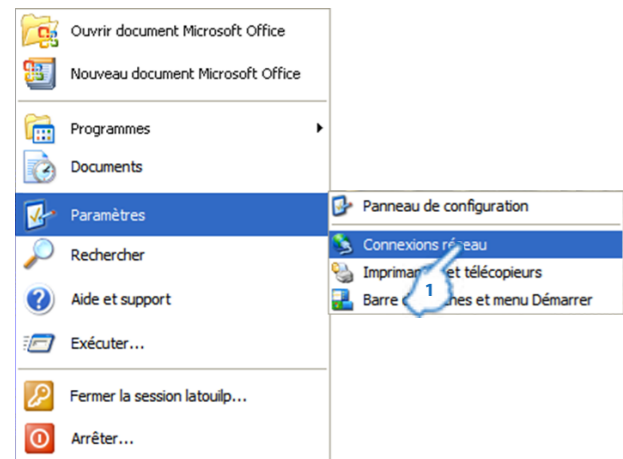 Ouvrir document Microsoft Office
Nouveau document Microsoft Office
Programmes
Documents
Paramètres
Panneau de configuration
Connexions réseau
et télécopieurs
1
Barre et menu Démarrer
Rechercher
Aide et support
Exécuter...
Fermer la session latouilp...
Arrêter...